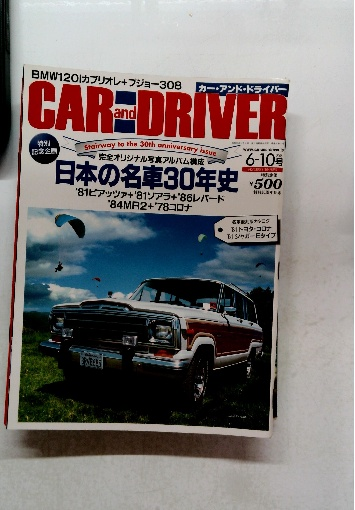 BMW120iカブリオレ+プジョー308
カー・アンド・ドライバー
CAR and DRIVER
特別
記念企画
Stairway to the 30th anniversary issue
完全オリジナル写真アルバム構成
6-10号
日本の名車30年史
¥500
'81ピアッツァ+'81ソアラ+'86レパード
'84MR2+'78コロナ
'81トヨタ・コロナ